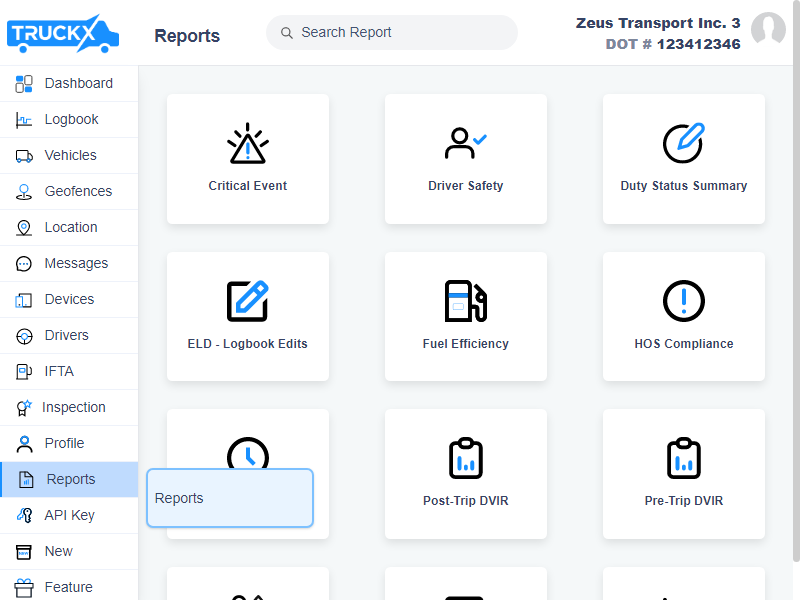 TRUCKX
Reports
Search Report
Zeus Transport Inc. 3
DOT # 123412346
Dashboard
Logbook
Vehicles
Geofences
Location
Messages
Devices
Drivers
IFTA
Inspection
Profile
Reports
API Key
New
Feature
Critical Event
Driver Safety
Duty Status Summary
ELD - Logbook Edits
Fuel Efficiency
HOS Compliance
Reports
Post-Trip DVIR
Pre-Trip DVIR